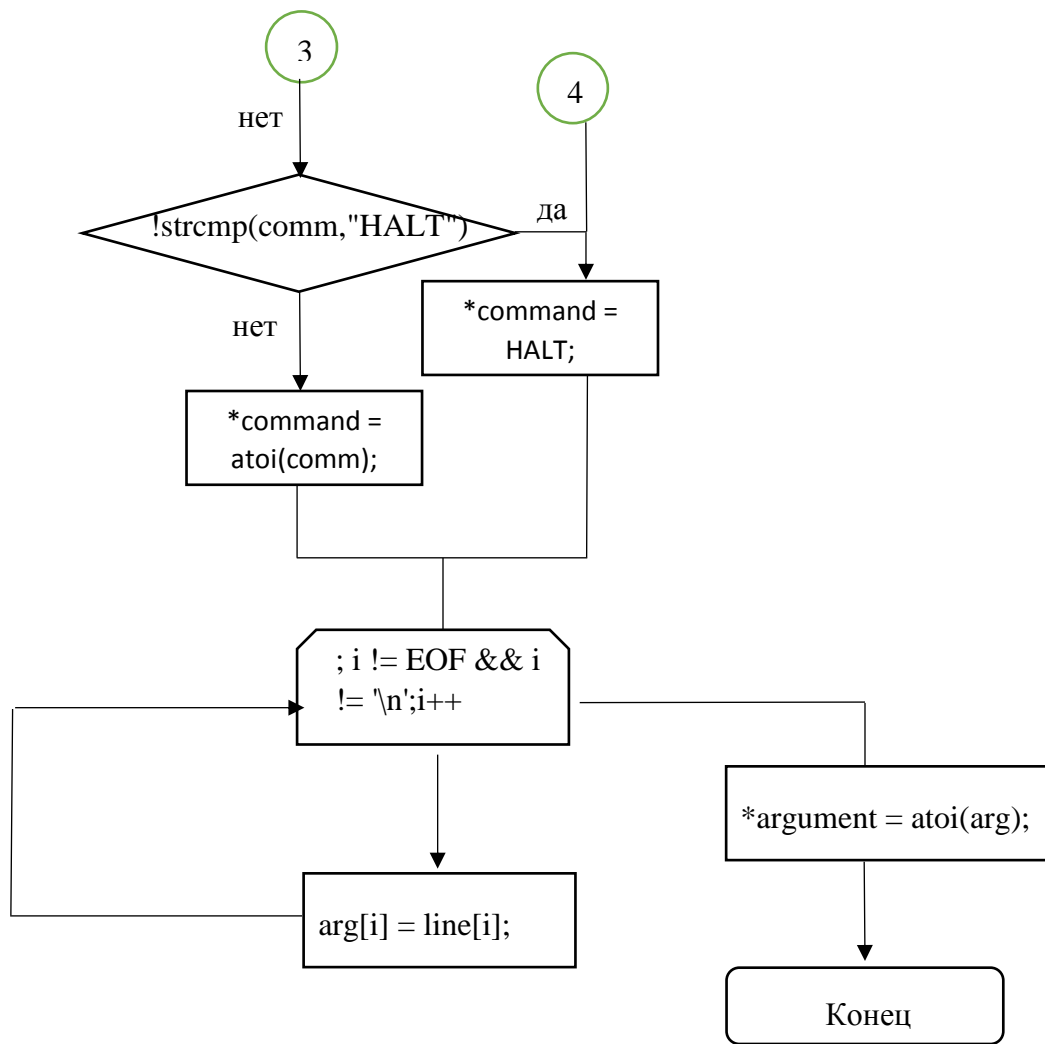 3
4
нет
!strcmp(comm,"HALT")
да
*command =
HALT;
нет
*command =
atoi(comm);
; i != EOF && i
!= '\n';i++
*argument = atoi(arg);
arg[i] = line[i];
Конец